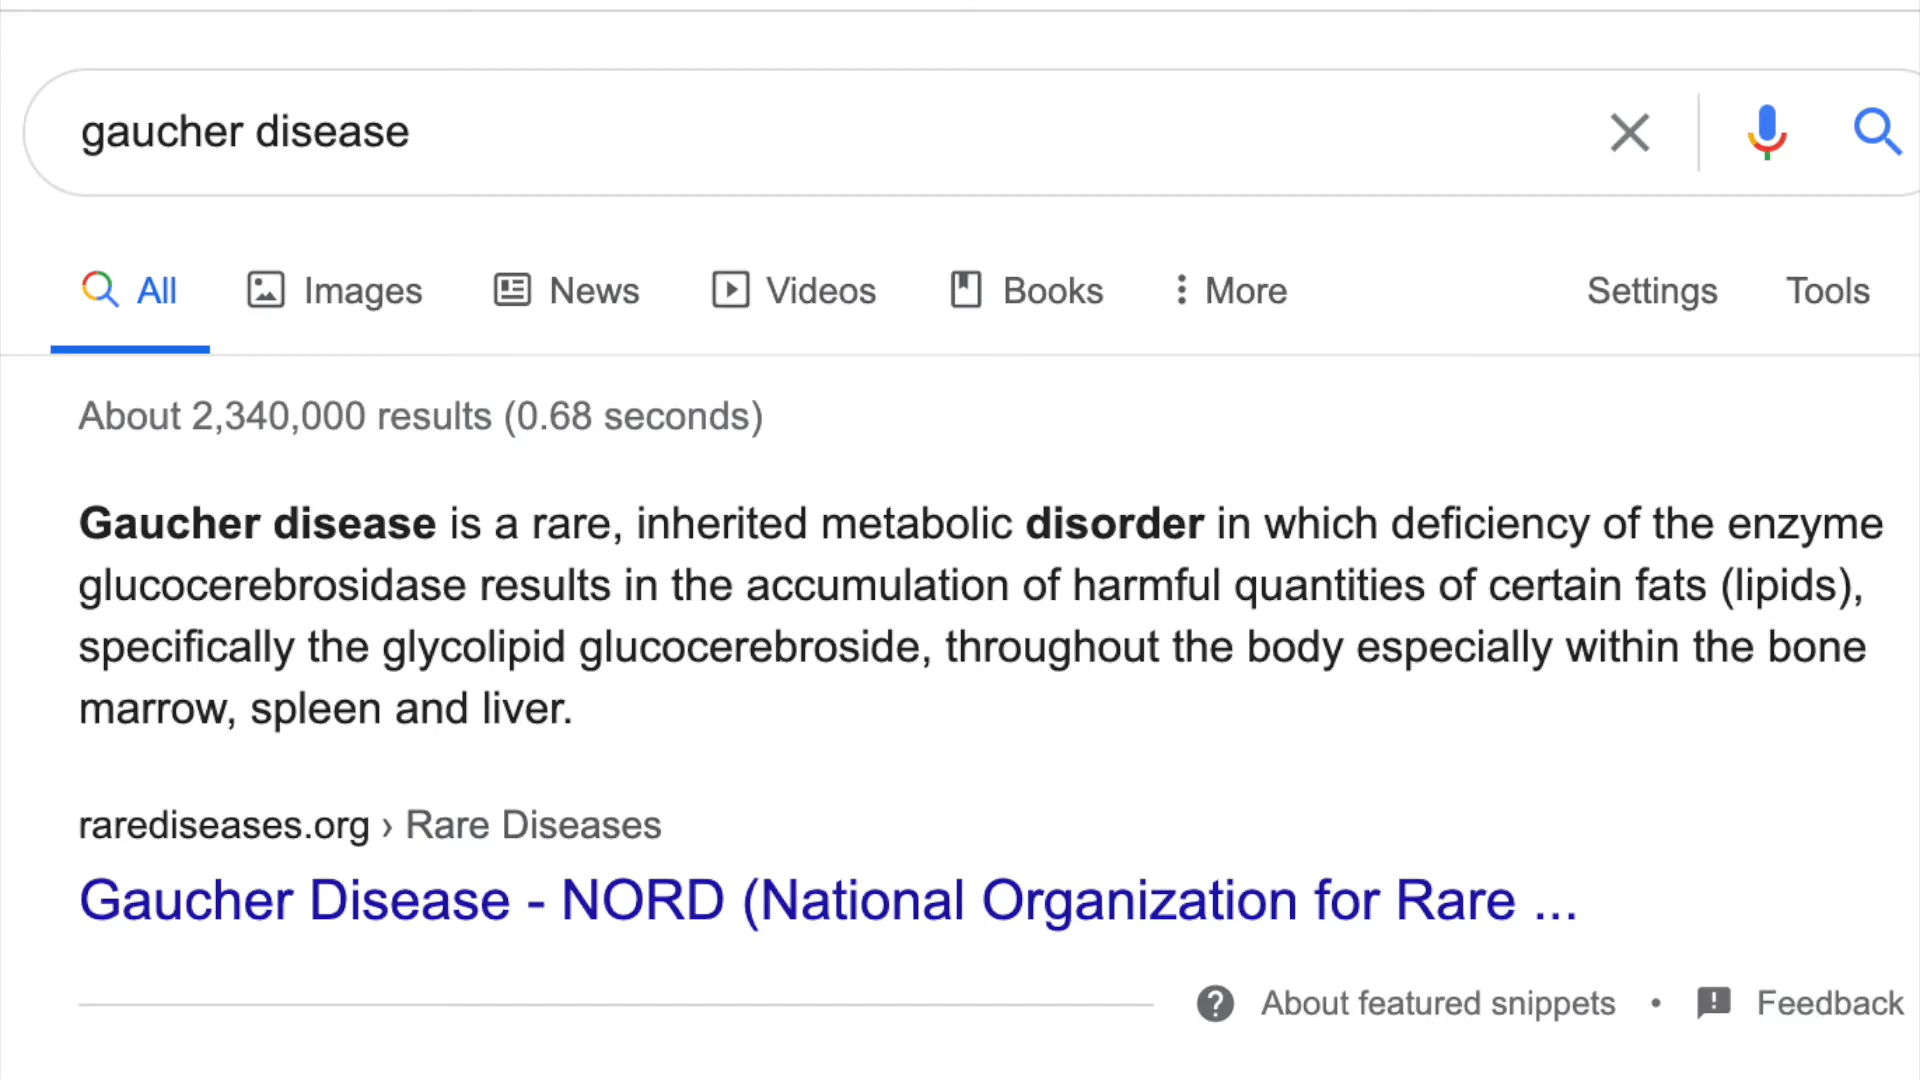 gaucher disease
All Images News Videos Books More Settings Tools
About 2,340,000 results (0.68 seconds)
Gaucher disease is a rare, inherited metabolic disorder in which deficiency of the enzyme
glucocerebrosidase results in the accumulation of harmful quantities of certain fats (lipids),
specifically the glycolipid glucocerebroside, throughout the body especially within the bone
marrow, spleen and liver.
rarediseases.org › Rare Diseases
Gaucher Disease - NORD (National Organization for Rare ...
About featured snippets • Feedback